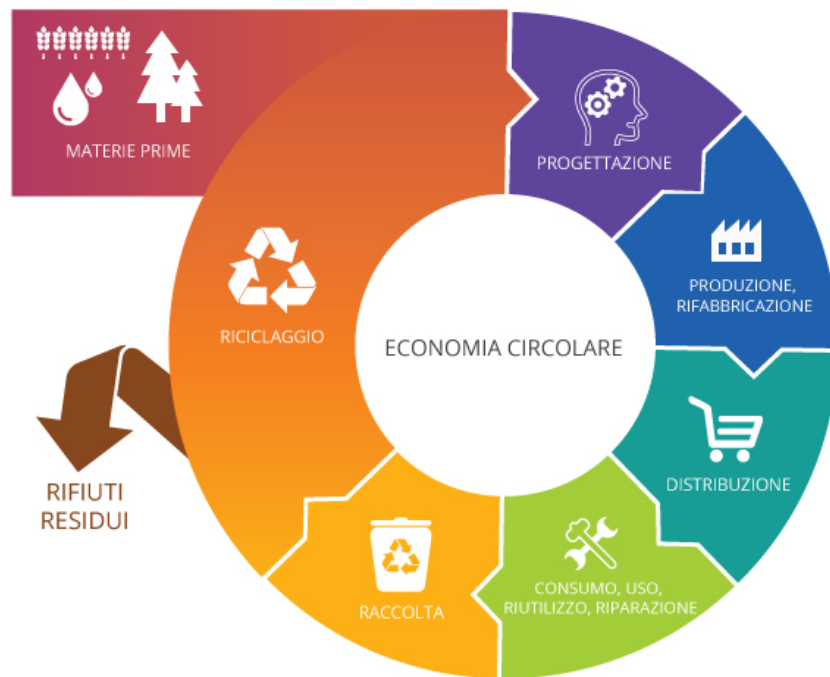 MATERIE PRIME
PROGETTAZIONE
PRODUZIONE,
RIFABBRICAZIONE
RICICLAGGIO
ECONOMIA CIRCOLARE
DISTRIBUZIONE
RIFIUTI
RESIDUI
CONSUMO, USO,
RIUTILIZZO, RIPARAZIONE
RACCOLTA